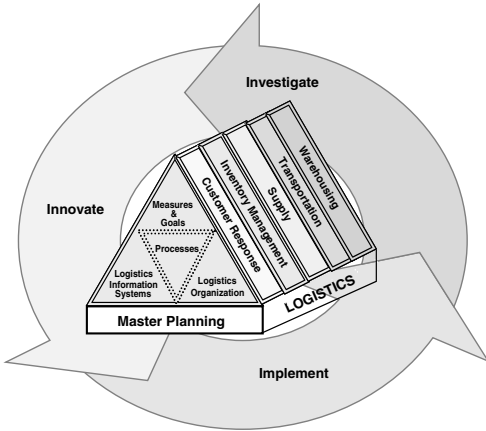 Investigate
Innovate
Measures
&
Goals
Processes
Logistics
Information
Systems
Logistics
Organization
Customer Response
Inventory Management
Supply
Transportation
Warehousing
Master Planning
LOGISTICS
Implement